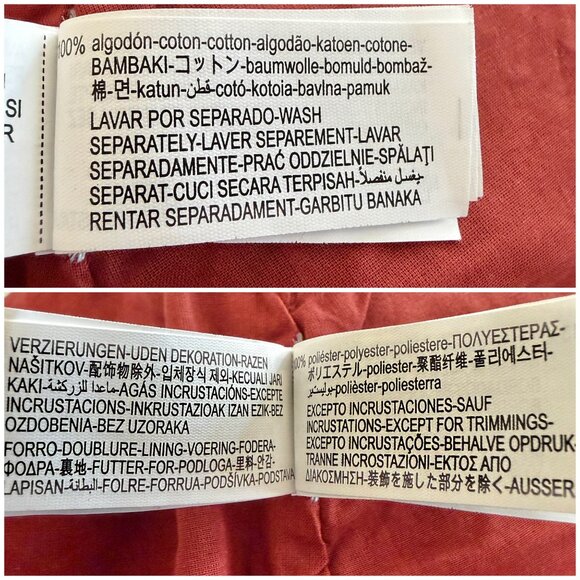 SI
R
100% algodón-coton-cotton-algodão-katoen-cotone-
BAMBAKI-コットン-baumwolle-bomuld-bombaž-
棉-면-katun-قطن-cotó-kotoia-bavlna-pamuk
LAVAR POR SEPARADO-WASH
SEPARATELY-LAVER SEPAREMENT-LAVAR
SEPARADAMENTE-PRAĆ ODDZIELNIE-SPĂLAŢI
SEPARAT-CUCI SECARA TERPISAH-يغسل منفصلاً-
RENTAR SEPARADAMENT-GARBITU BANAKA
VERZIERUNGEN-UDEN DEKORATION-RAZEN
NAŠITKOV-配饰物除外-입체장식 제외-KECUALI JARI
KAKI-ماعدا للزركشة-AGÁS INCRUSTACIÓNS-EXCEPTE
INCRUSTACIONS-INKRUSTAZIOAK IZAN EZIK-BEZ
OZDOBENIA-BEZ UZORAKA
FORRO-DOUBLURE-LINING-VOERING-FODERA-
ΦΟΔΡΑ-裏地-FUTTER-FOR-PODLOGA-里料-안감-
LAPISAN-البطانة-FOLRE-FORRUA-PODŠÍVKA-PODSTAVA
100% poliéster-polyester-poliestere-ΠΟΛΥΕΣΤΕΡΑΣ-
ポリエステル-poliester-聚酯纤维-폴리에스터-
بوليستين-polièster-poliesterra
EXCEPTO INCRUSTACIONES-SAUF
INCRUSTATIONS-EXCEPT FOR TRIMMINGS-
EXCEPTO INCRUSTAÇÕES-BEHALVE OPDRUK-
TRANNE INCROSTAZIONI-ΕΚΤΟΣ ΑΠΟ
ΔΙΑΚΟΣΜΗΣΗ-装飾を施した部分を除く-AUSSER